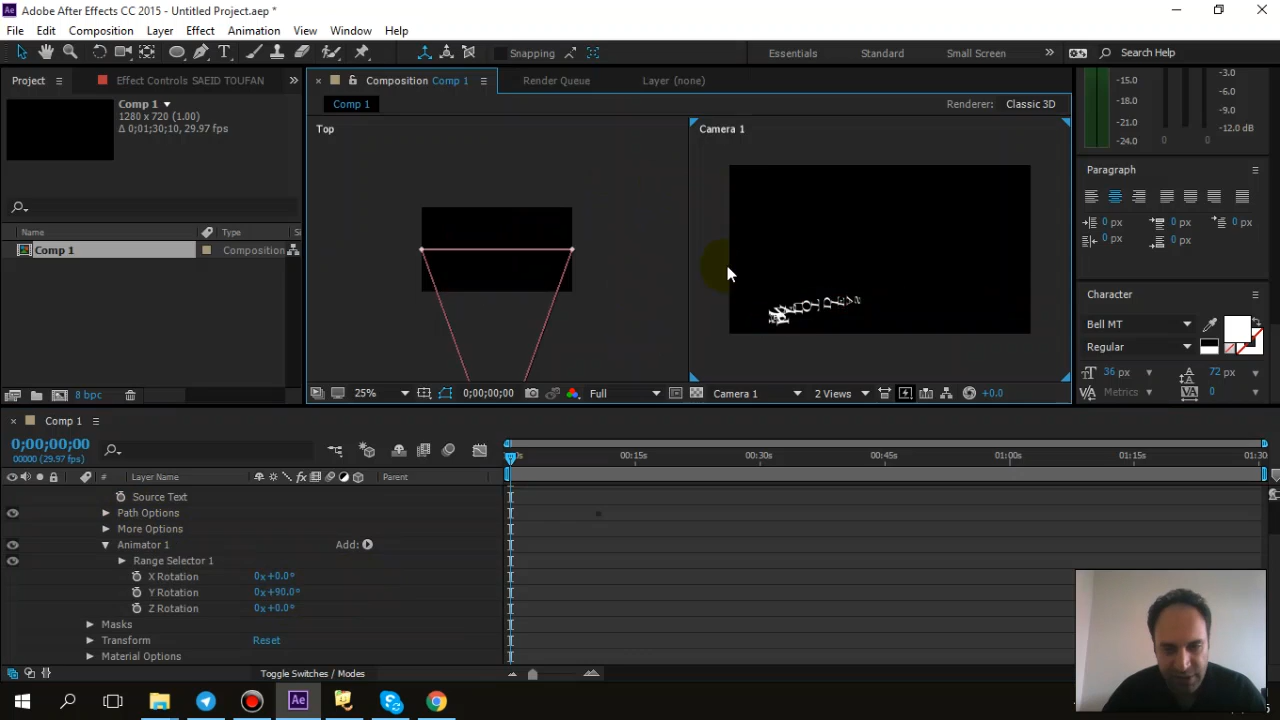 Adobe After Effects CC 2015 - Untitled Project.aep *
File Edit Composition Layer Effect Animation View Window Help
Snapping
Essentials Standard Small Screen Search Help
Project Effect Controls SAEID TOUFAN
Composition Comp 1 Render Queue Layer (none)
Comp 1
Renderer: Classic 3D
Comp 1
1280 x 720 (1.00)
Δ 0;01;30;10, 29.97 fps
Top
Camera 1
-15.0
-18.0
-21.0
-24.0
-3.0
-6.0
-9.0
-12.0 dB
Paragraph
0 px 0 px 0 px
0 px 0 px
Name Type
Comp 1 Composition
Character
Bell MT
Regular
36 px 72 px
Metrics 0
8 bpc
25% 0;00;00;00 Full Camera 1 2 Views +0.0
Comp 1
0;00;00;00
00000 (29.97 fps)
00:15s 00:30s 00:45s 01:00s 01:15s 01:30
# Layer Name Parent
Source Text
Path Options
More Options
Animator 1 Add:
Range Selector 1
X Rotation 0x+0.0°
Y Rotation 0x+90.0°
Z Rotation 0x+0.0°
Masks
Transform Reset
Material Options
Toggle Switches / Modes